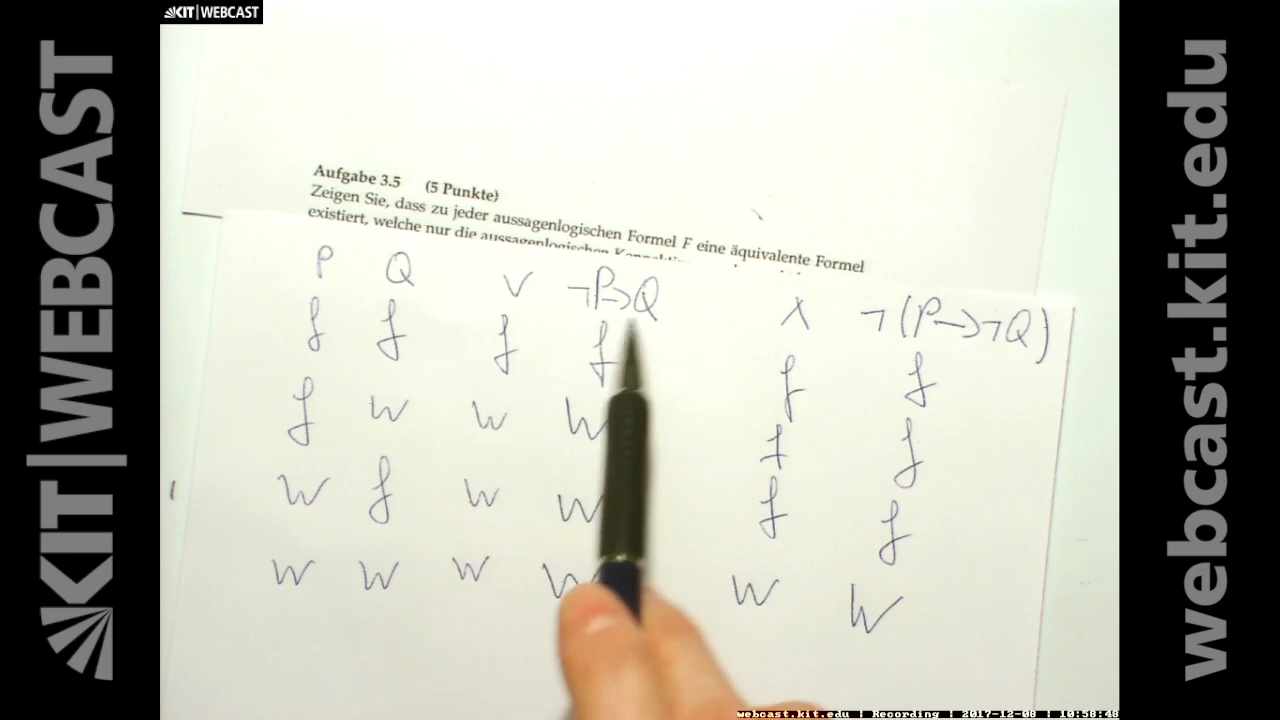 KIT|WEBCAST
KIT|WEBCAST
webcast.kit.edu
Aufgabe 3.5 (5 Punkte)
Zeigen Sie, dass zu jeder aussagenlogischen Formel F eine äquivalente Formel
existiert, welche nur die aussagenlogischen
P Q ∨ ¬P→Q ∧ ¬(P→¬Q)
f f f f f f
f w w w f f
w f w w f f
w w w w w w
webcast.kit.edu | Recording | 2017-12-08 | 10:58:48